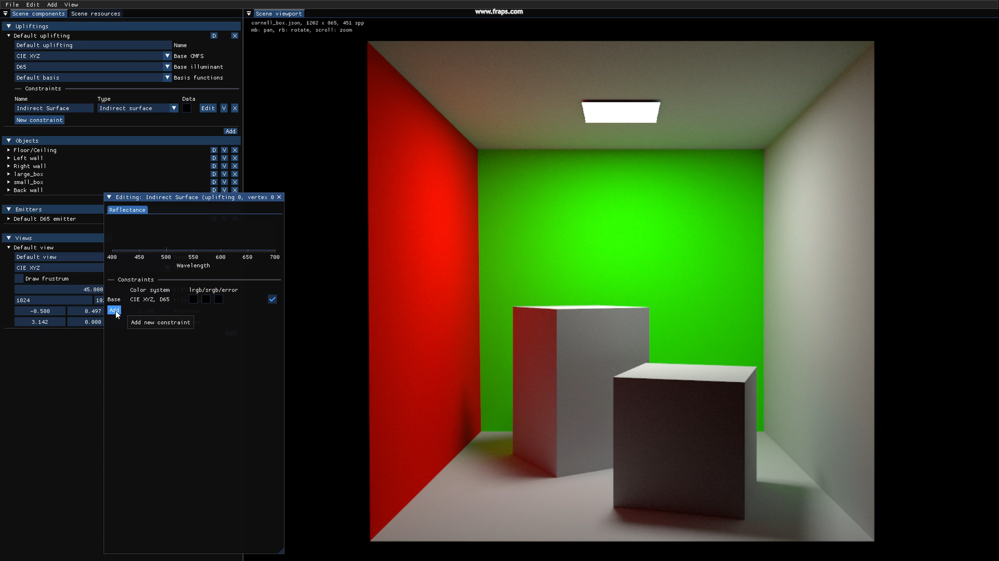 File Edit Add View
www.fraps.com
Scene components Scene resources
Scene viewport
cornell_box.json, 1202 x 865, 451 spp
mb: pan, rb: rotate, scroll: zoom
Upliftings
Default uplifting D X
Default uplifting Name
CIE XYZ Base CMFS
D65 Base illuminant
Default basis Basis functions
Constraints
Name Type Data
Indirect Surface Indirect surface Edit V X
New constraint
Add
Objects
Floor/Ceiling D V X
Left wall D V X
Right wall D V X
large_box D V X
small_box D V X
Back wall D V X
Emitters
Default D65 emitter
Views
Default view
Default view
CIE XYZ
Draw frustrum
45.000
1024
-0.500 0.497
3.142 0.000
Editing: Indirect Surface (uplifting 0, vertex 0
Reflectance
400 450 500 550 600 650 700
Wavelength
Constraints
Color system lrgb/srgb/error
Base CIE XYZ, D65
Add
Add new constraint
Add